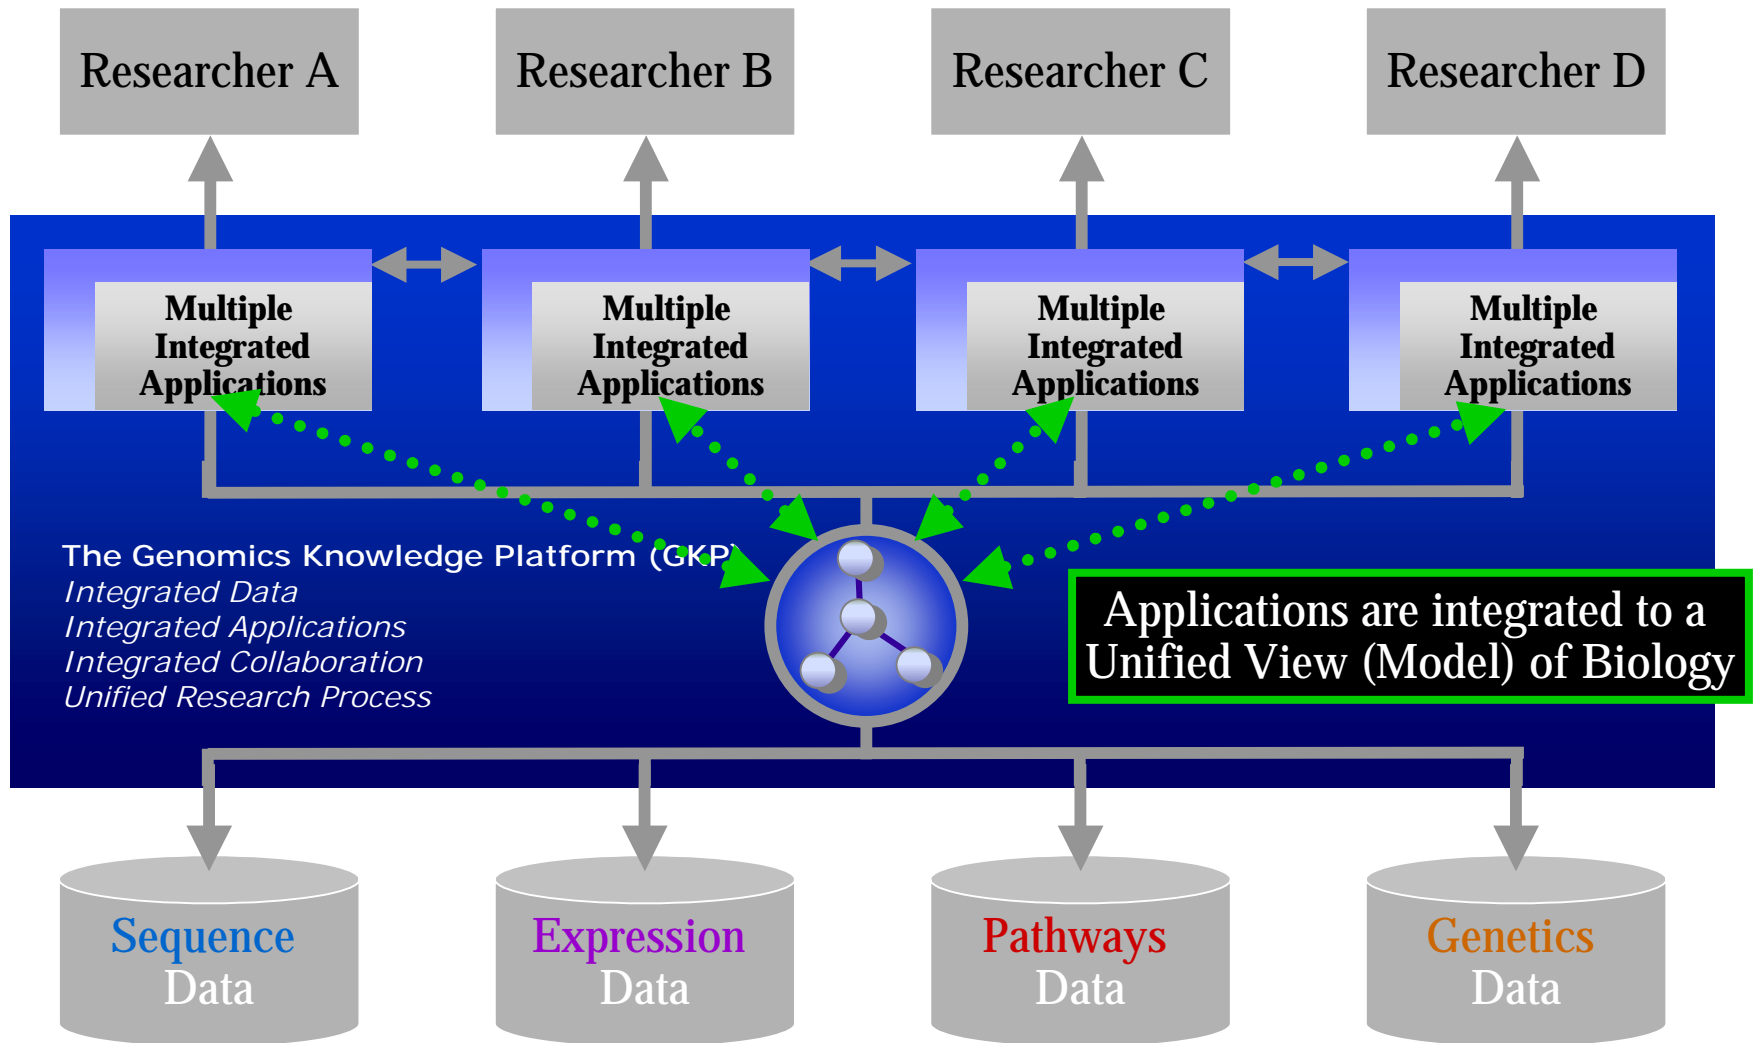 Researcher A
Researcher B
Researcher C
Researcher D
Multiple
Integrated
Applications
Multiple
Integrated
Applications
Multiple
Integrated
Applications
Multiple
Integrated
Applications
The Genomics Knowledge Platform (GKP)
Integrated Data
Integrated Applications
Integrated Collaboration
Unified Research Process
Applications are integrated to a
Unified View (Model) of Biology
Sequence
Data
Expression
Data
Pathways
Data
Genetics
Data